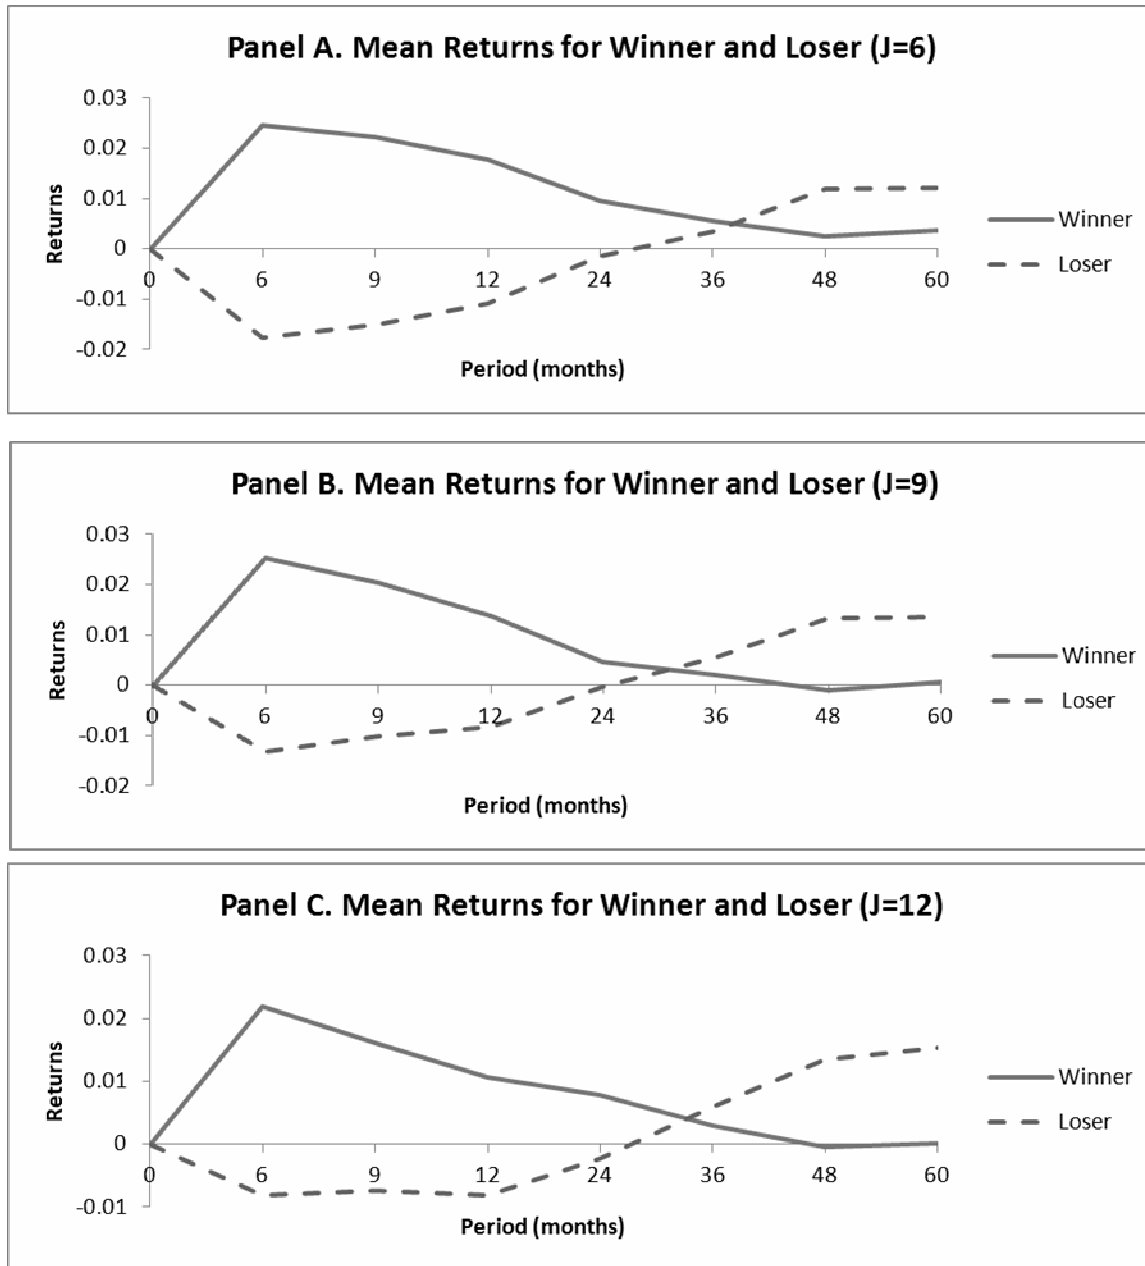 Panel A. Mean Returns for Winner and Loser (J=6)
0.03
0.02
0.01
0
-0.01
-0.02
Returns
0 6 9 12 24 36 48 60
Period (months)
Winner
Loser
Panel B. Mean Returns for Winner and Loser (J=9)
0.03
0.02
0.01
0
-0.01
-0.02
Returns
0 6 9 12 24 36 48 60
Period (months)
Winner
Loser
Panel C. Mean Returns for Winner and Loser (J=12)
0.03
0.02
0.01
0
-0.01
Returns
0 6 9 12 24 36 48 60
Period (months)
Winner
Loser